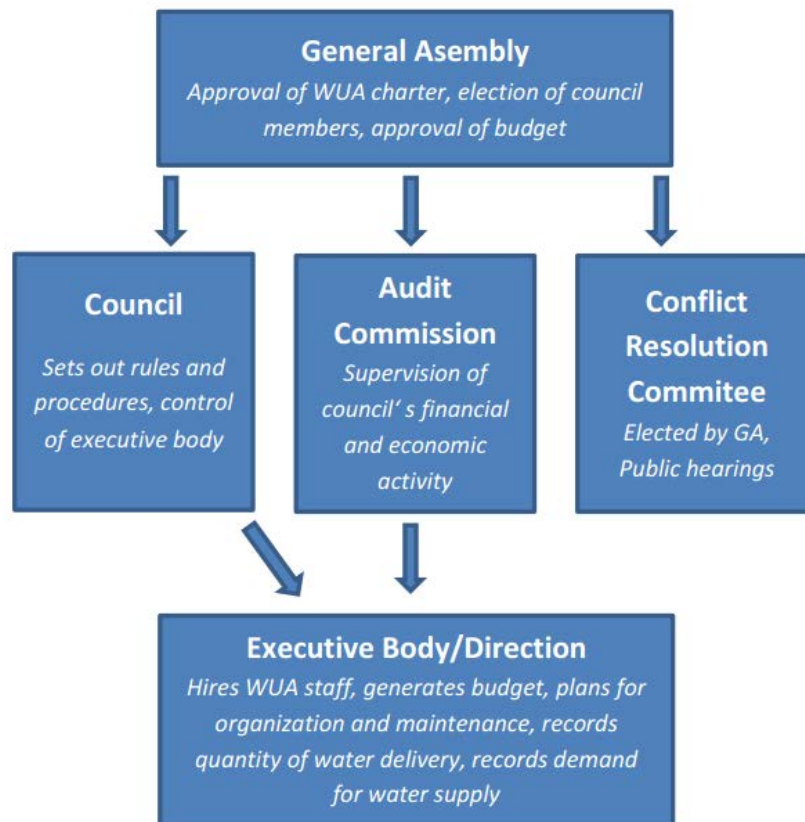 General Asembly
Approval of WUA charter, election of council
members, approval of budget
Council
Sets out rules and
procedures, control
of executive body
Audit
Commission
Supervision of
council‘ s financial
and economic
activity
Conflict
Resolution
Commitee
Elected by GA,
Public hearings
Executive Body/Direction
Hires WUA staff, generates budget, plans for
organization and maintenance, records
quantity of water delivery, records demand
for water supply